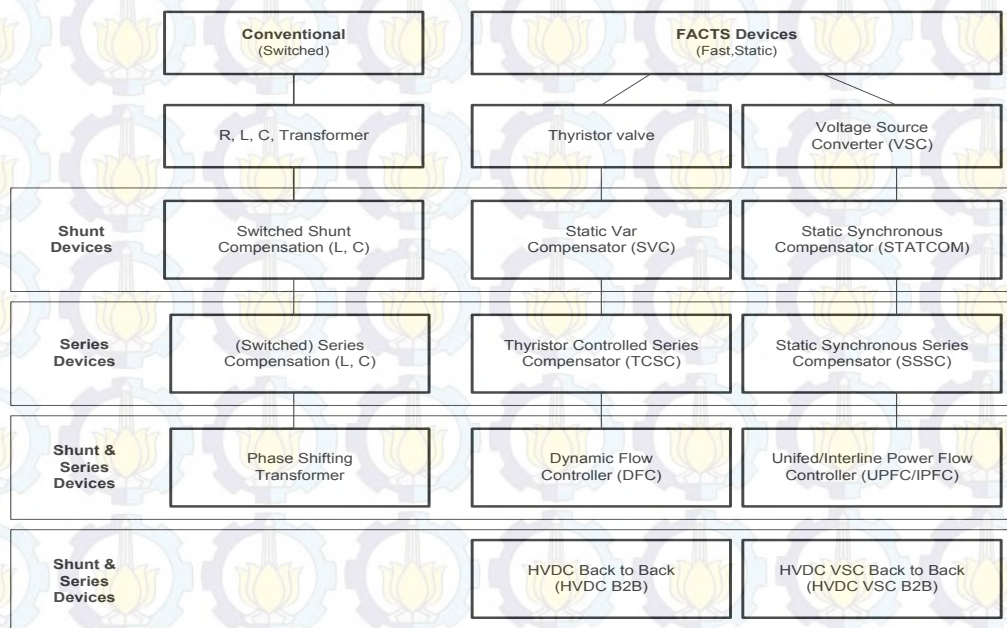 Conventional
(Switched)
FACTS Devices
(Fast,Static)
R, L, C, Transformer
Thyristor valve
Voltage Source
Converter (VSC)
Shunt
Devices
Switched Shunt
Compensation (L, C)
Static Var
Compensator (SVC)
Static Synchronous
Compensator (STATCOM)
Series
Devices
(Switched) Series
Compensation (L, C)
Thyristor Controlled Series
Compensator (TCSC)
Static Synchronous Series
Compensator (SSSC)
Shunt &
Series
Devices
Phase Shifting
Transformer
Dynamic Flow
Controller (DFC)
Unifed/Interline Power Flow
Controller (UPFC/IPFC)
Shunt &
Series
Devices
HVDC Back to Back
(HVDC B2B)
HVDC VSC Back to Back
(HVDC VSC B2B)